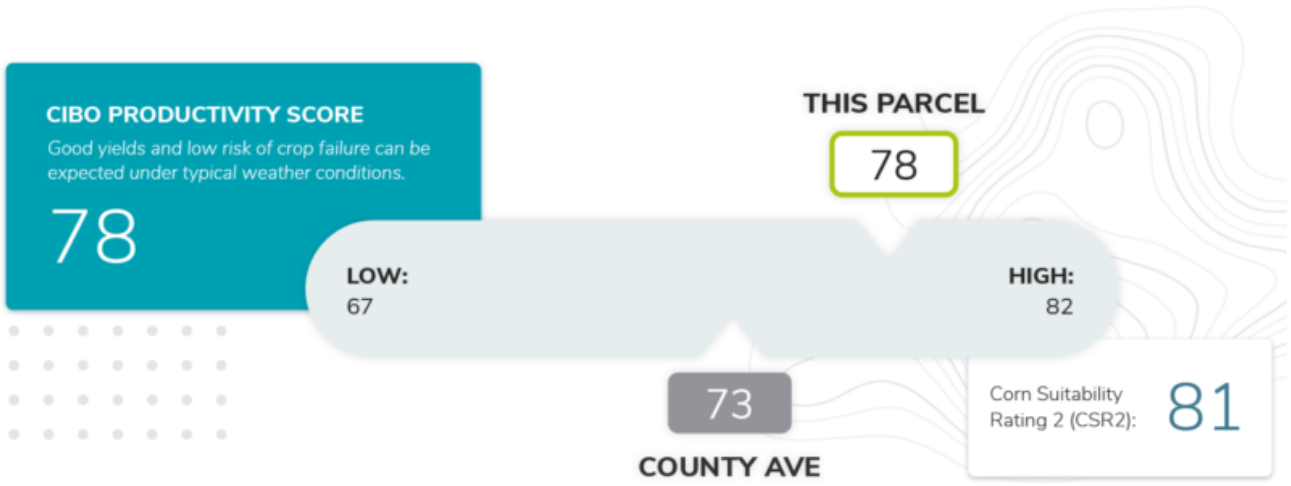 CIBO PRODUCTIVITY SCORE
Good yields and low risk of crop failure can be
expected under typical weather conditions.
78
THIS PARCEL
78
LOW:
67
HIGH:
82
73
COUNTY AVE
Corn Suitability
Rating 2 (CSR2):
81